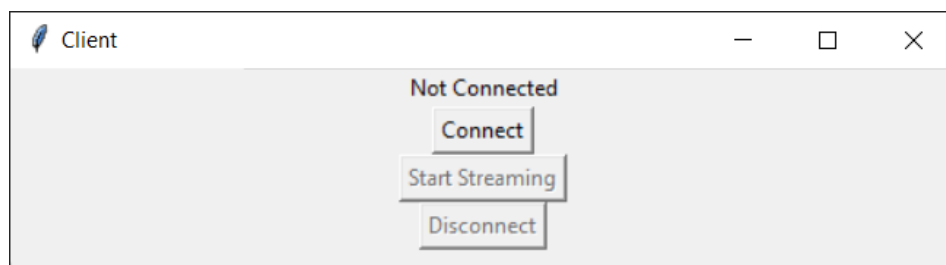 Client
Not Connected
Connect
Start Streaming
Disconnect